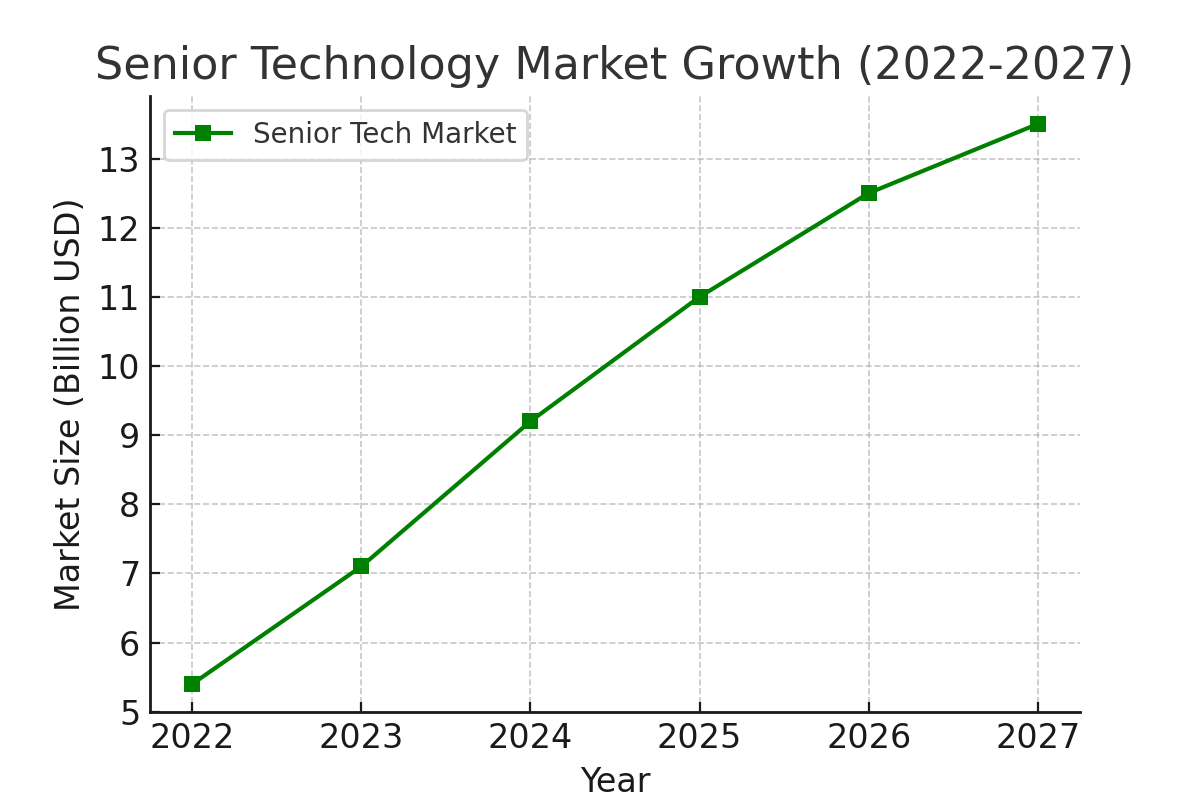 Senior Technology Market Growth (2022-2027)
Senior Tech Market
Market Size (Billion USD)
13
12
11
10
9
8
7
6
5
2022 2023 2024 2025 2026 2027
Year